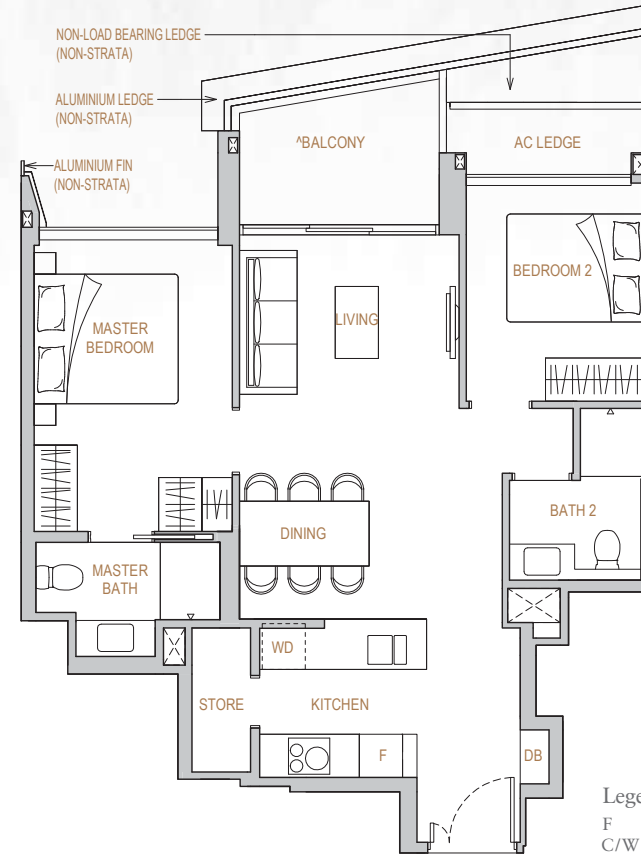 NON-LOAD BEARING LEDGE
(NON-STRATA)
ALUMINIUM LEDGE
(NON-STRATA)
^BALCONY
AC LEDGE
ALUMINIUM FIN
(NON-STRATA)
BEDROOM 2
MASTER
BEDROOM
LIVING
BATH 2
DINING
MASTER
BATH
WD
STORE
KITCHEN
F
DB
Lege
F
C/W